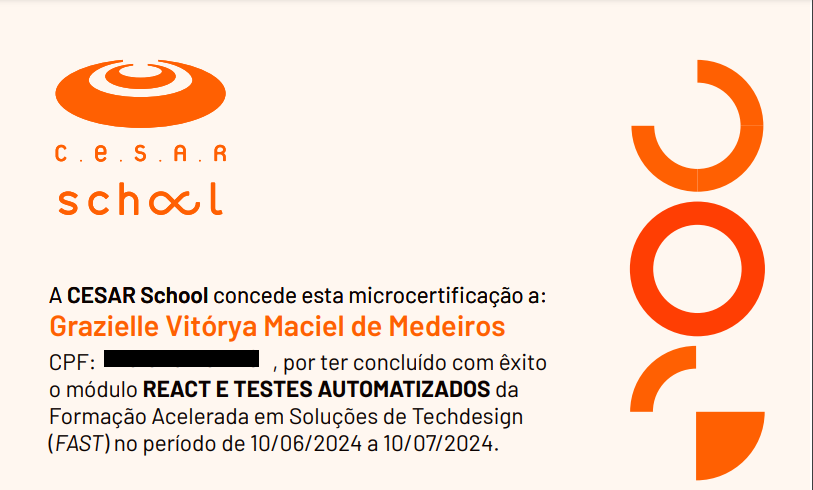 C.e.S.A.R
school
A CESAR School concede esta microcertificação a:
Grazielle Vitórya Maciel de Medeiros
CPF: , por ter concluído com êxito
o módulo REACT E TESTES AUTOMATIZADOS da
Formação Acelerada em Soluções de Techdesign
(FAST) no período de 10/06/2024 a 10/07/2024.